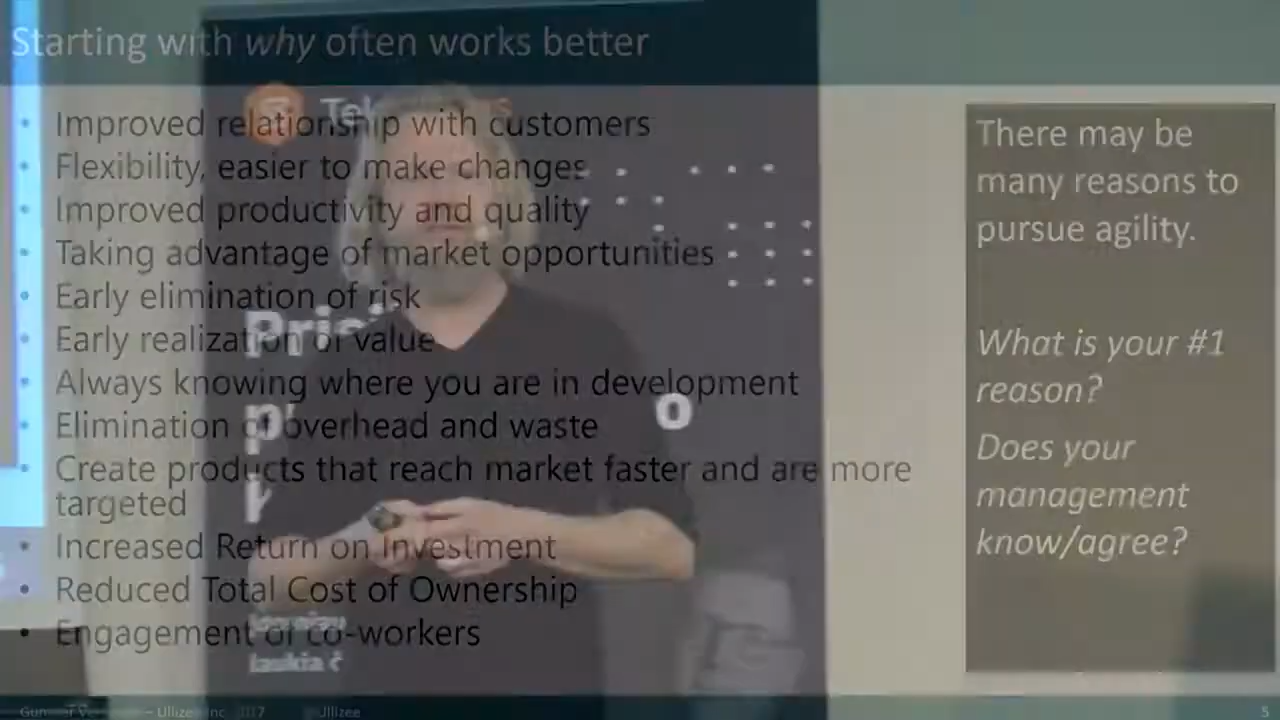 Starting with why often works better
Improved relationship with customers
Flexibility, easier to make changes
Improved productivity and quality
Taking advantage of market opportunities
Early elimination of risk
Early realization of value
Always knowing where you are in development
Elimination of overhead and waste
Create products that reach market faster and are more
targeted
Increased Return on Investment
Reduced Total Cost of Ownership
Engagement of co-workers
There may be
many reasons to
pursue agility.
What is your #1
reason?
Does your
management
know/agree?
laukia č
2017
@Ullizee
5